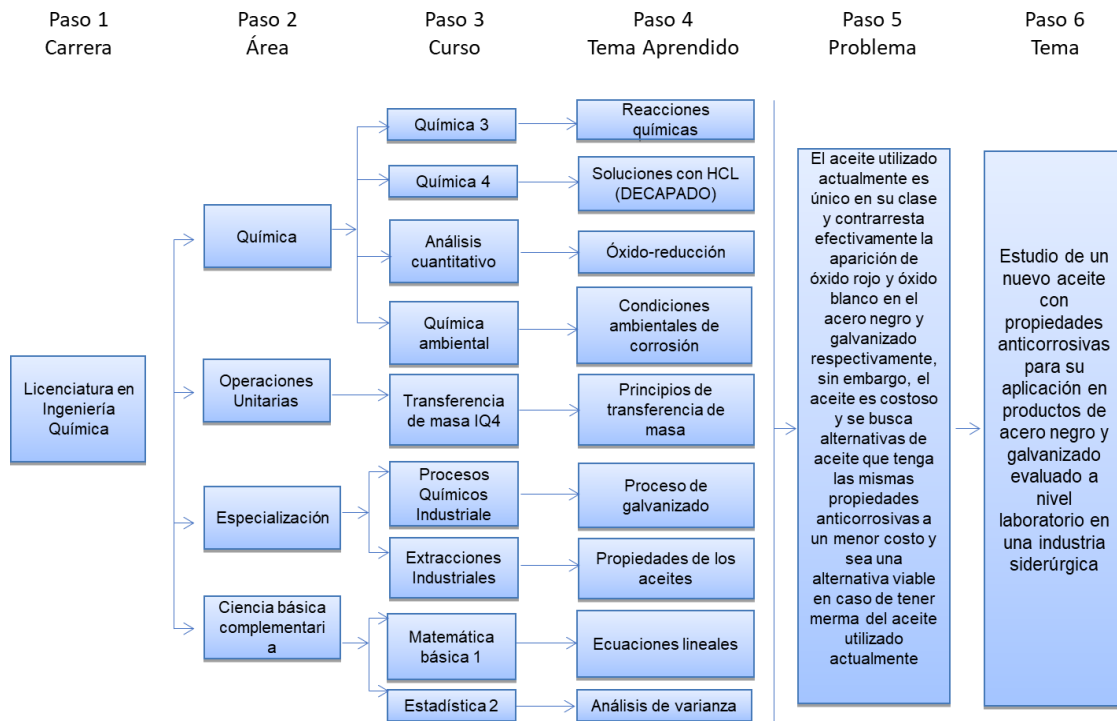 Paso 1
Carrera
Paso 2
Área
Paso 3
Curso
Paso 4
Tema Aprendido
Paso 5
Problema
Paso 6
Tema
Licenciatura en
Ingeniería
Química
Química
Operaciones
Unitarias
Especialización
Ciencia básica
complementari
a
Química 3
Química 4
Análisis
cuantitativo
Química
ambiental
Transferencia
de masa IQ4
Procesos
Químicos
Industriale
Extracciones
Industriales
Matemática
básica 1
Estadística 2
Reacciones
químicas
Soluciones con HCL
(DECAPADO)
Óxido-reducción
Condiciones
ambientales de
corrosión
Principios de
transferencia de
masa
Proceso de
galvanizado
Propiedades de los
aceites
Ecuaciones lineales
Análisis de varianza
El aceite utilizado
actualmente es
único en su clase
y contrarresta
efectivamente la
aparición de
óxido rojo y óxido
blanco en el
acero negro y
galvanizado
respectivamente,
sin embargo, el
aceite es costoso
y se busca
alternativas de
aceite que tenga
las mismas
propiedades
anticorrosivas a
un menor costo y
sea una
alternativa viable
en caso de tener
merma del aceite
utilizado
actualmente
Estudio de un
nuevo aceite
con
propiedades
anticorrosivas
para su
aplicación en
productos de
acero negro y
galvanizado
evaluado a
nivel
laboratorio en
una industria
siderúrgica